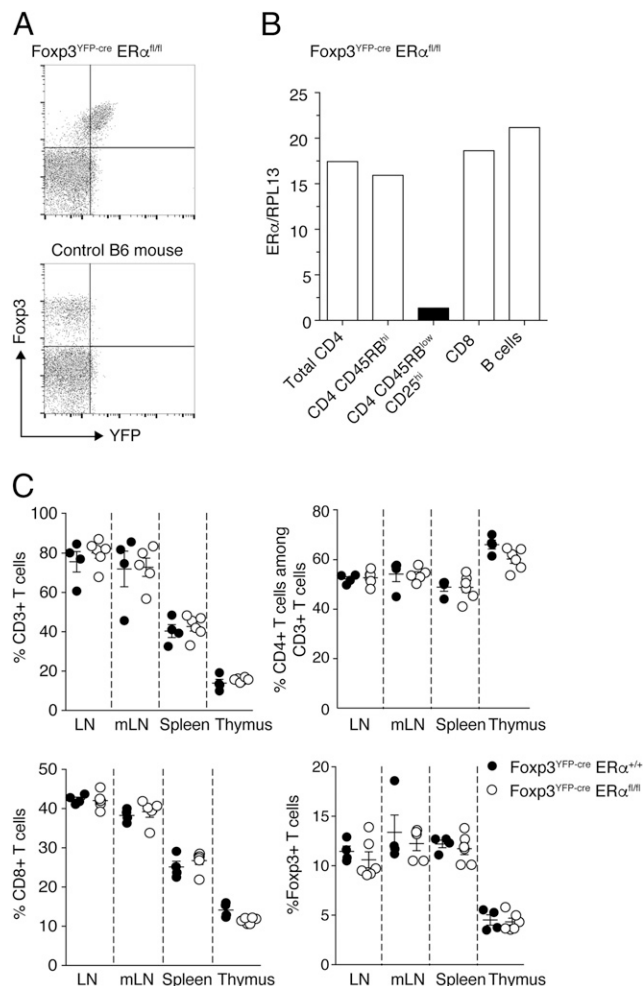 A
Foxp3YFP-cre ERαfl/fl
Control B6 mouse
Foxp3
YFP
B
Foxp3YFP-cre ERαfl/fl
ERα/RPL13
25
20
15
10
5
0
Total CD4
CD4 CD45RBhi
CD4 CD45RBlow
CD25hi
CD8
B cells
C
% CD3+ T cells
100
80
60
40
20
0
LN mLN Spleen Thymus
% CD4+ T cells among
CD3+ T cells
80
60
40
20
0
LN mLN Spleen Thymus
% CD8+ T cells
50
40
30
20
10
0
LN mLN Spleen Thymus
%Foxp3+ T cells
20
15
10
5
0
LN mLN Spleen Thymus
Foxp3YFP-cre ERα+/+
Foxp3YFP-cre ERαfl/fl